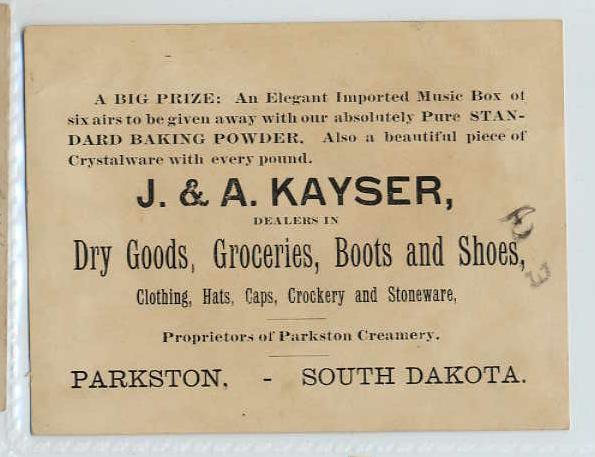 A BIG PRIZE: An Elegant Imported Music Box of
six airs to be given away with our absolutely Pure STAN-
DARD BAKING POWDER. Also a beautiful piece of
Crystalware with every pound.
J. & A. KAYSER,
DEALERS IN
Dry Goods, Groceries, Boots and Shoes,
Clothing, Hats, Caps, Crockery and Stoneware,
Proprietors of Parkston Creamery.
PARKSTON, - SOUTH DAKOTA.